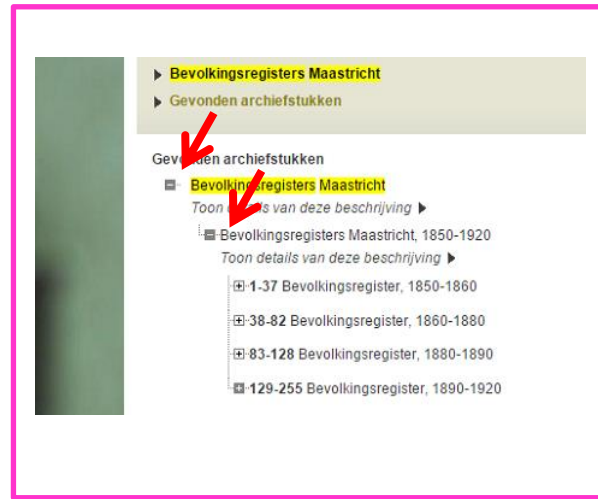 Bevolkingsregisters Maastricht
Gevonden archiefstukken
Gevonden archiefstukken
Bevolkingsregisters Maastricht
Toon details van deze beschrijving
Bevolkingsregisters Maastricht, 1850-1920
Toon details van deze beschrijving
1-37 Bevolkingsregister, 1850-1860
38-82 Bevolkingsregister, 1860-1880
83-128 Bevolkingsregister, 1880-1890
129-255 Bevolkingsregister, 1890-1920